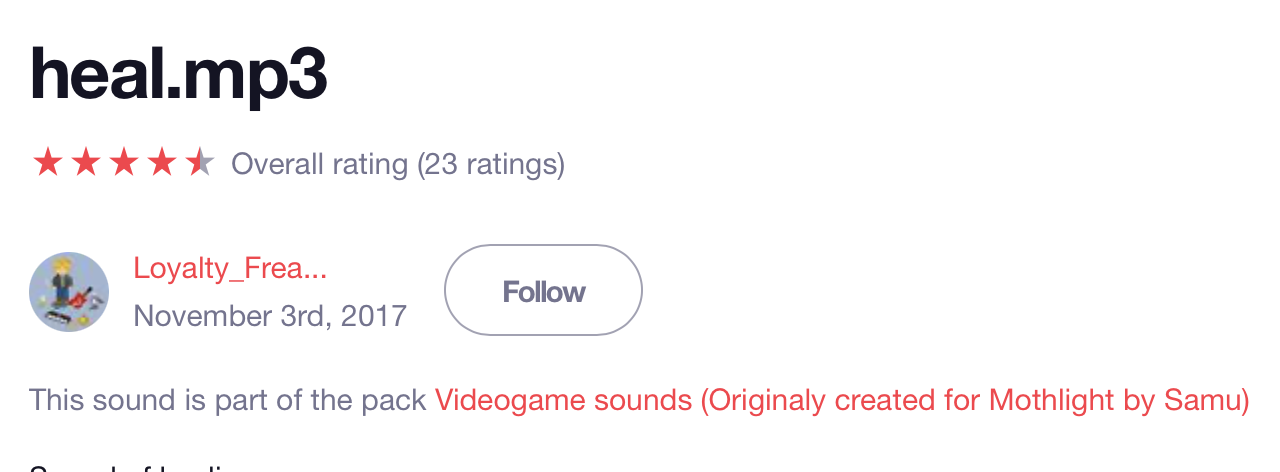 heal.mp3
Overall rating (23 ratings)
Loyalty_Frea...
Follow
November 3rd, 2017
This sound is part of the pack Videogame sounds (Originaly created for Mothlight by Samu)